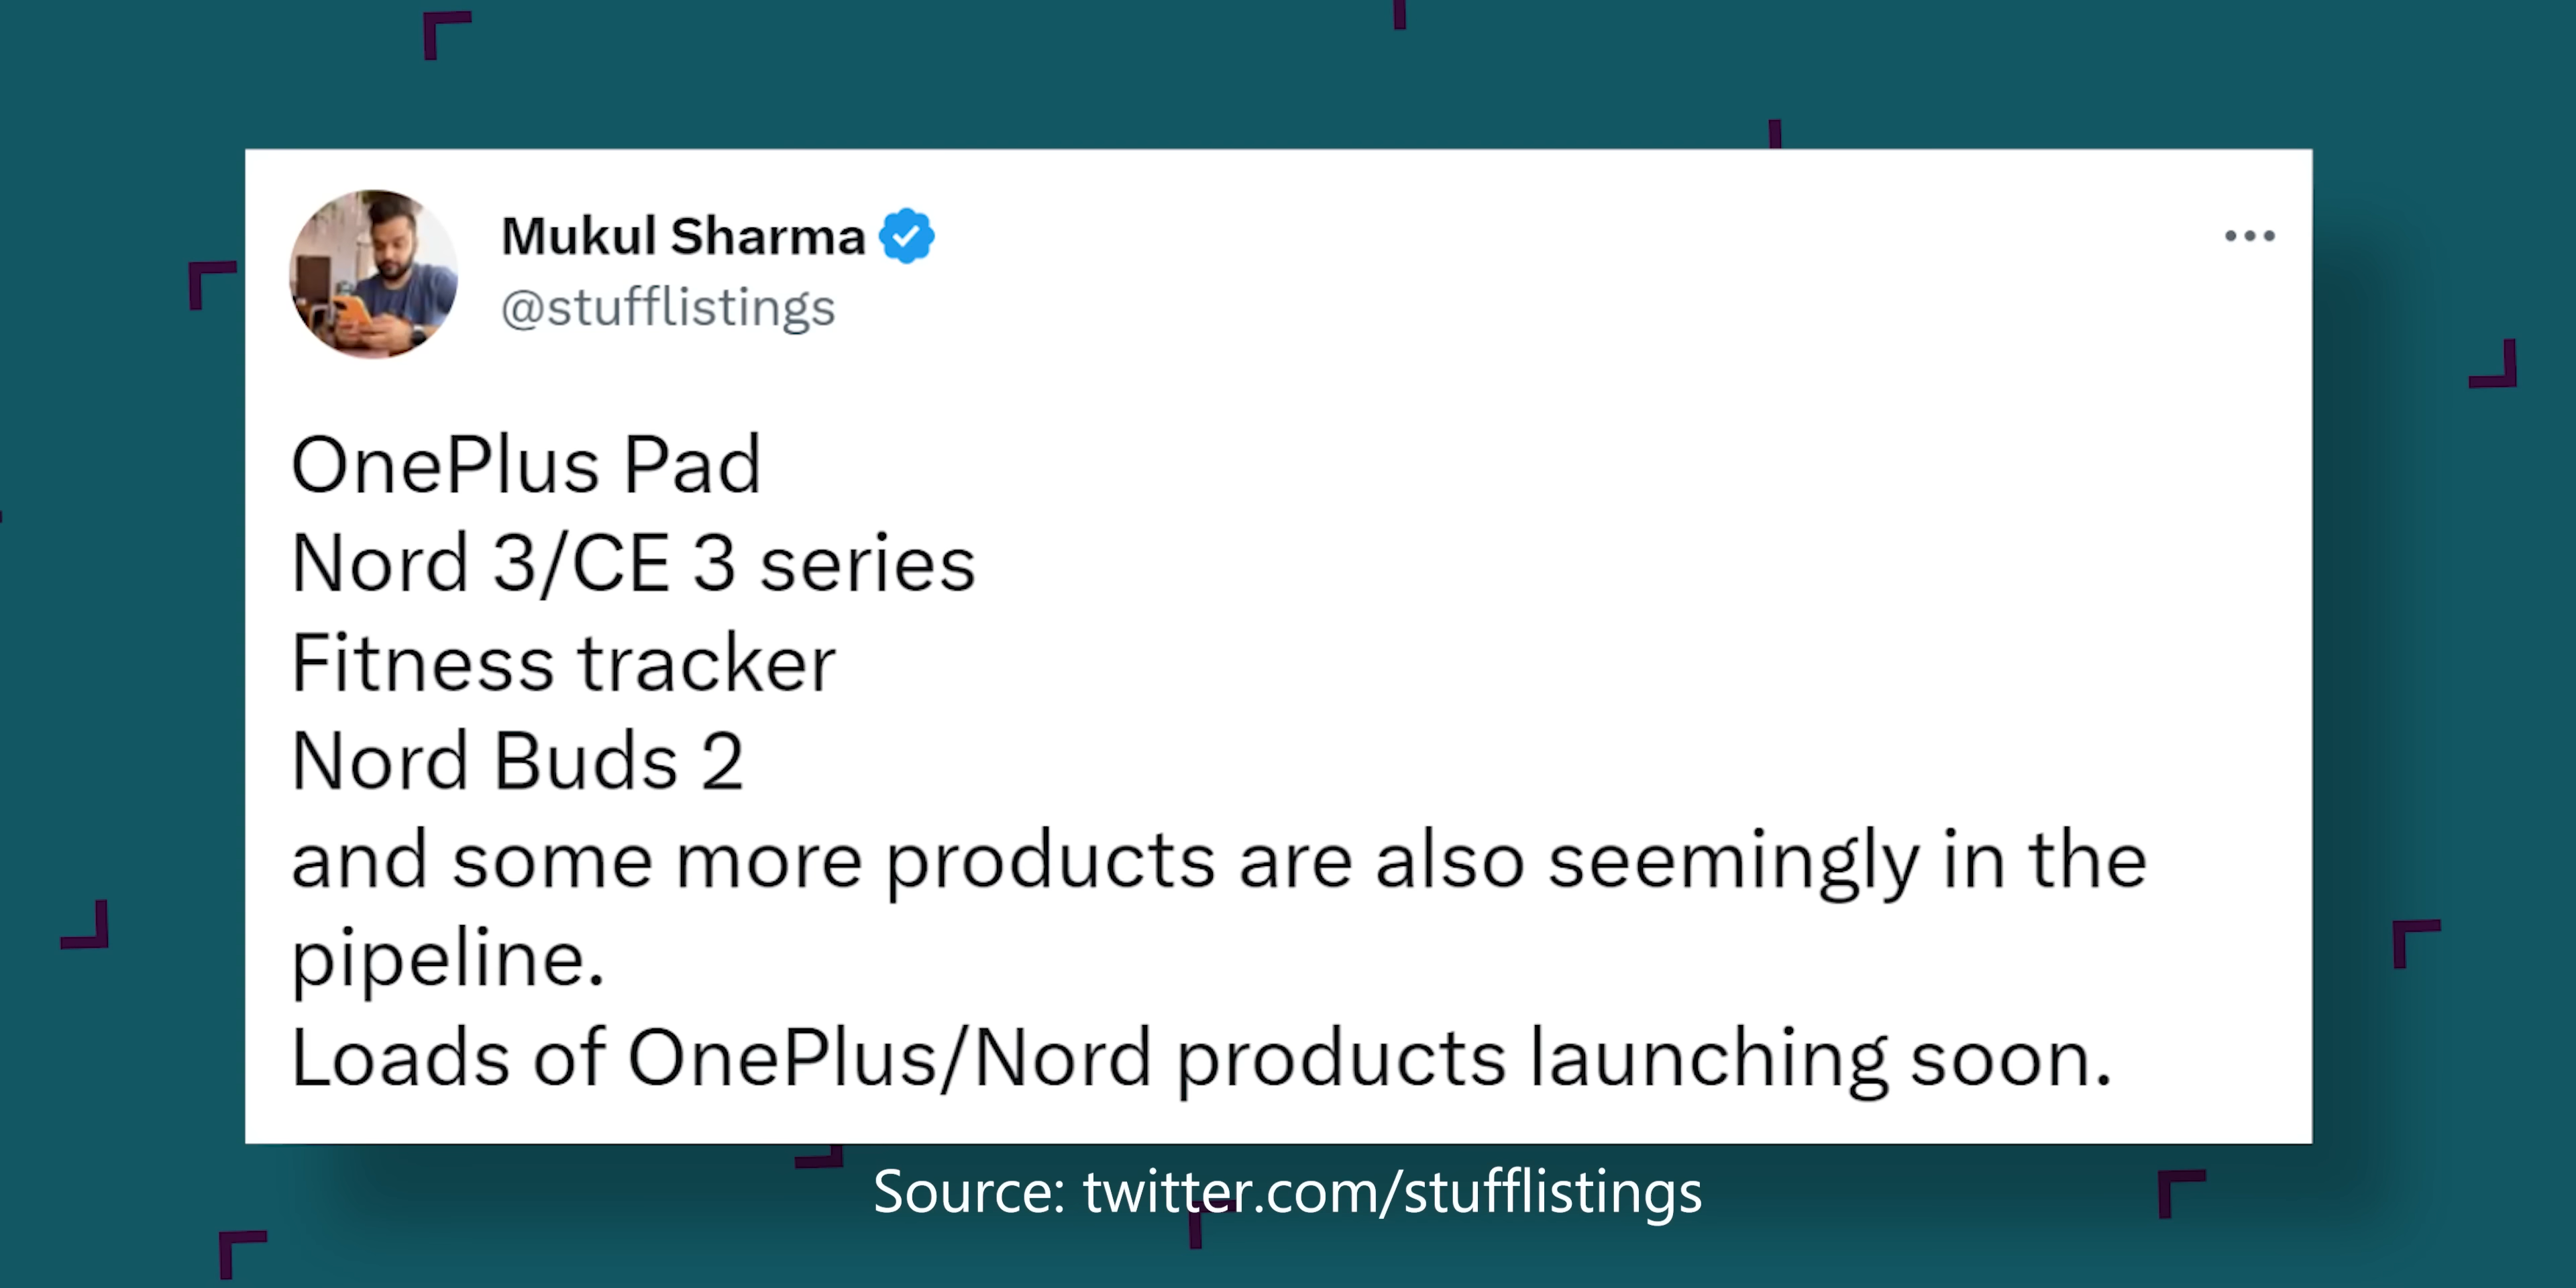 Mukul Sharma
@stufflistings
OnePlus Pad
Nord 3/CE 3 series
Fitness tracker
Nord Buds 2
and some more products are also seemingly in the
pipeline.
Loads of OnePlus/Nord products launching soon.
Source: twitter.com/stufflistings